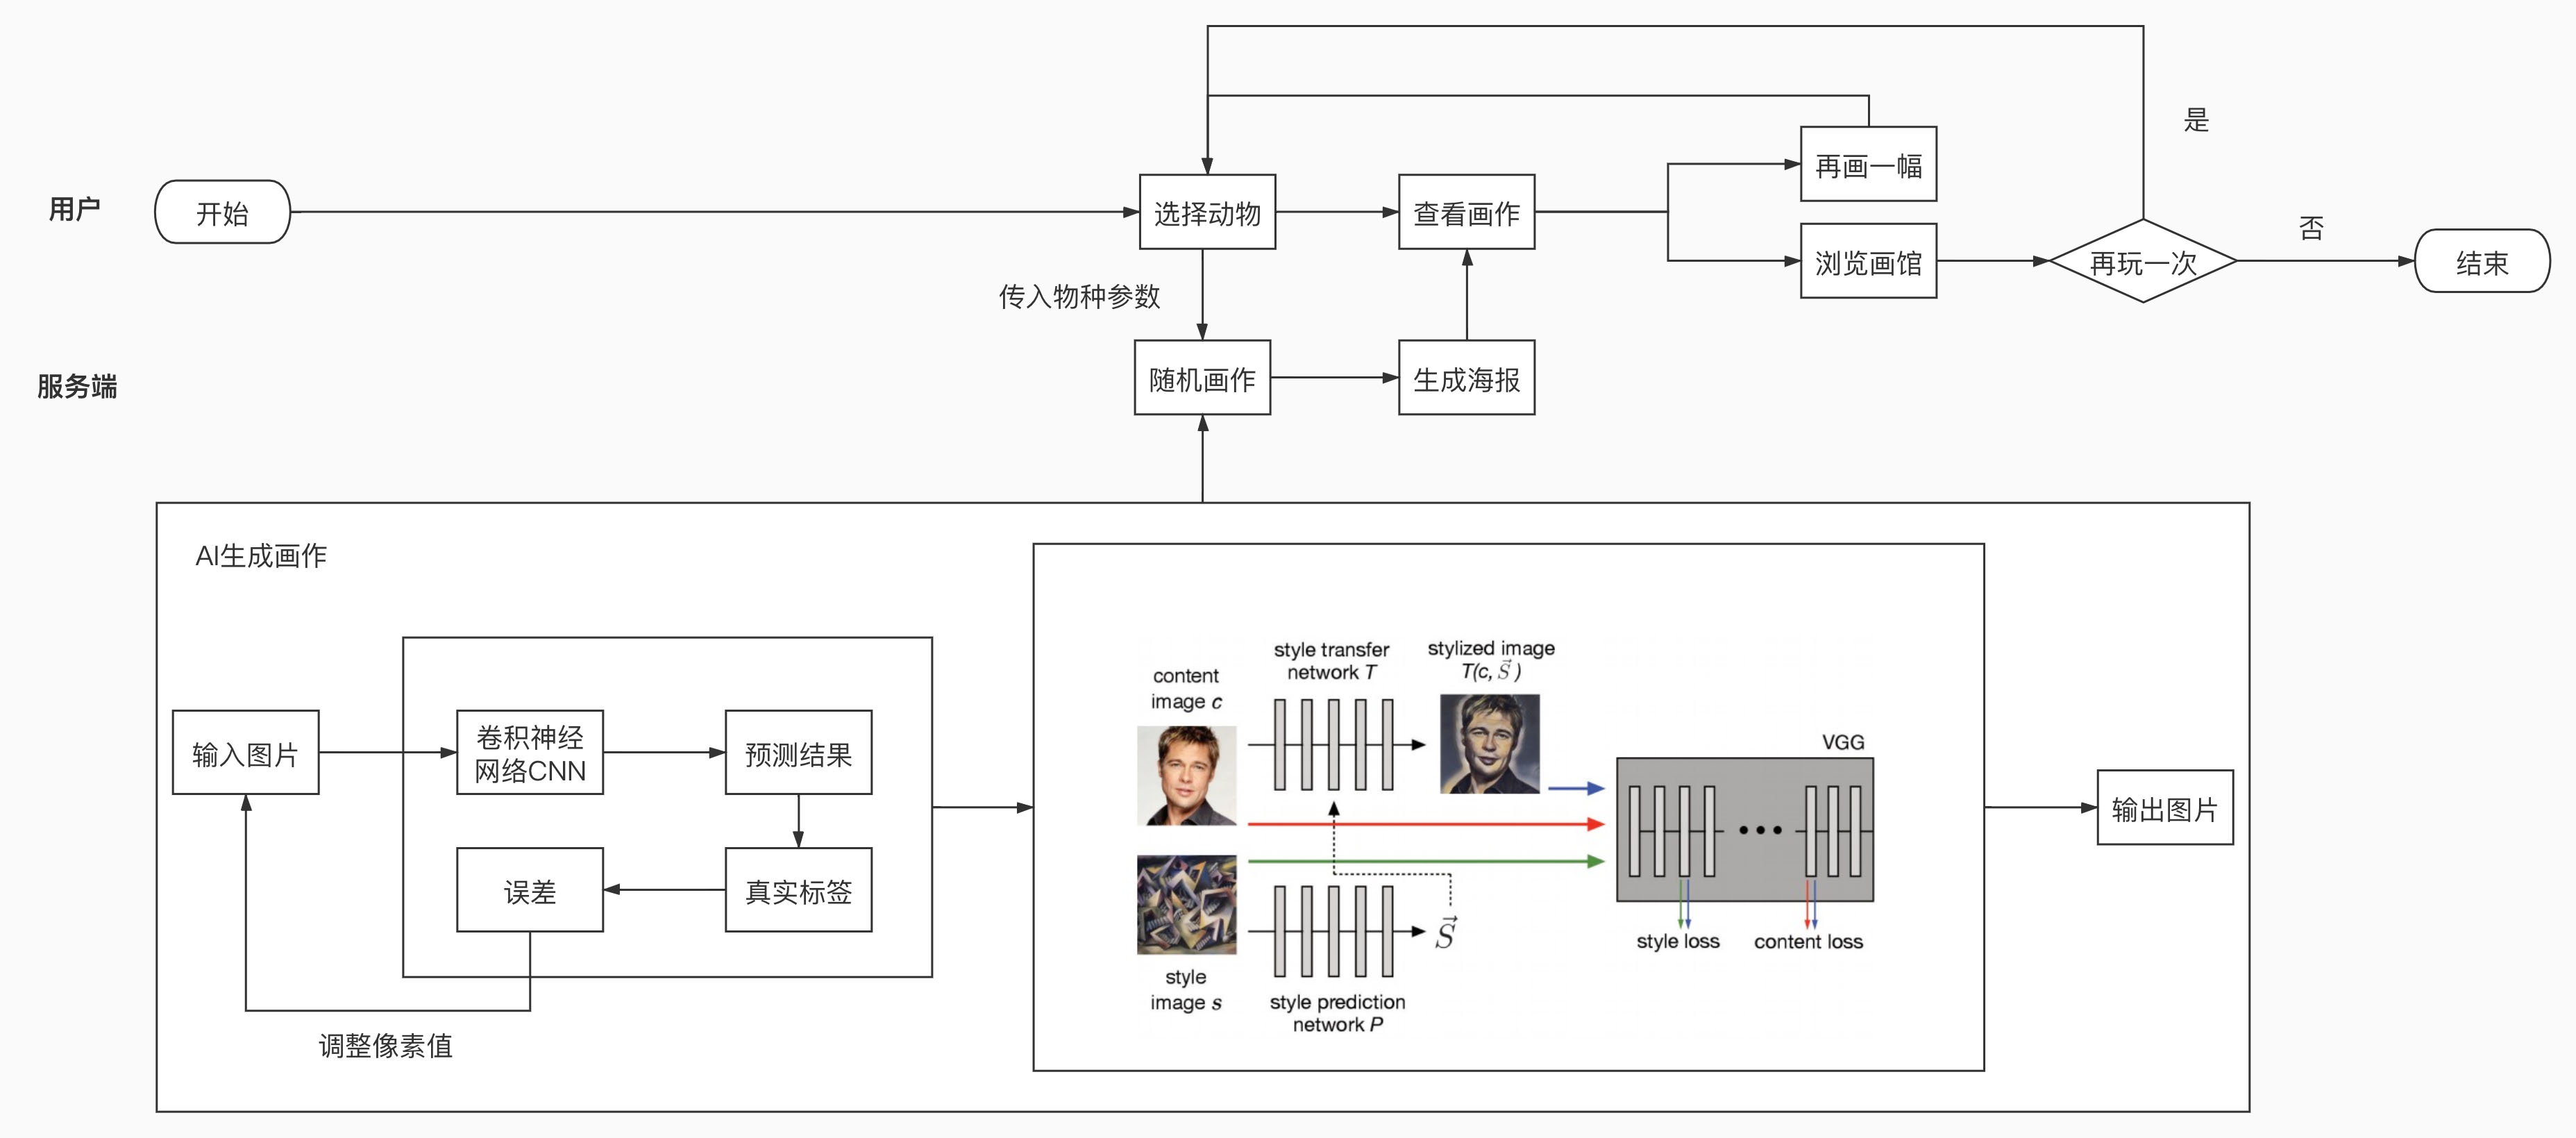 是
再画一幅
用户
开始
选择动物
查看画作
否
浏览画馆
再玩一次
结束
传入物种参数
服务端
随机画作
生成海报
AI生成画作
style transfer
network T
stylized image
T(c, S⃗ )
content
image c
VGG
输入图片
卷积神经
网络CNN
预测结果
输出图片
误差
真实标签
S⃗
style loss
content loss
style
image s
style prediction
network P
调整像素值